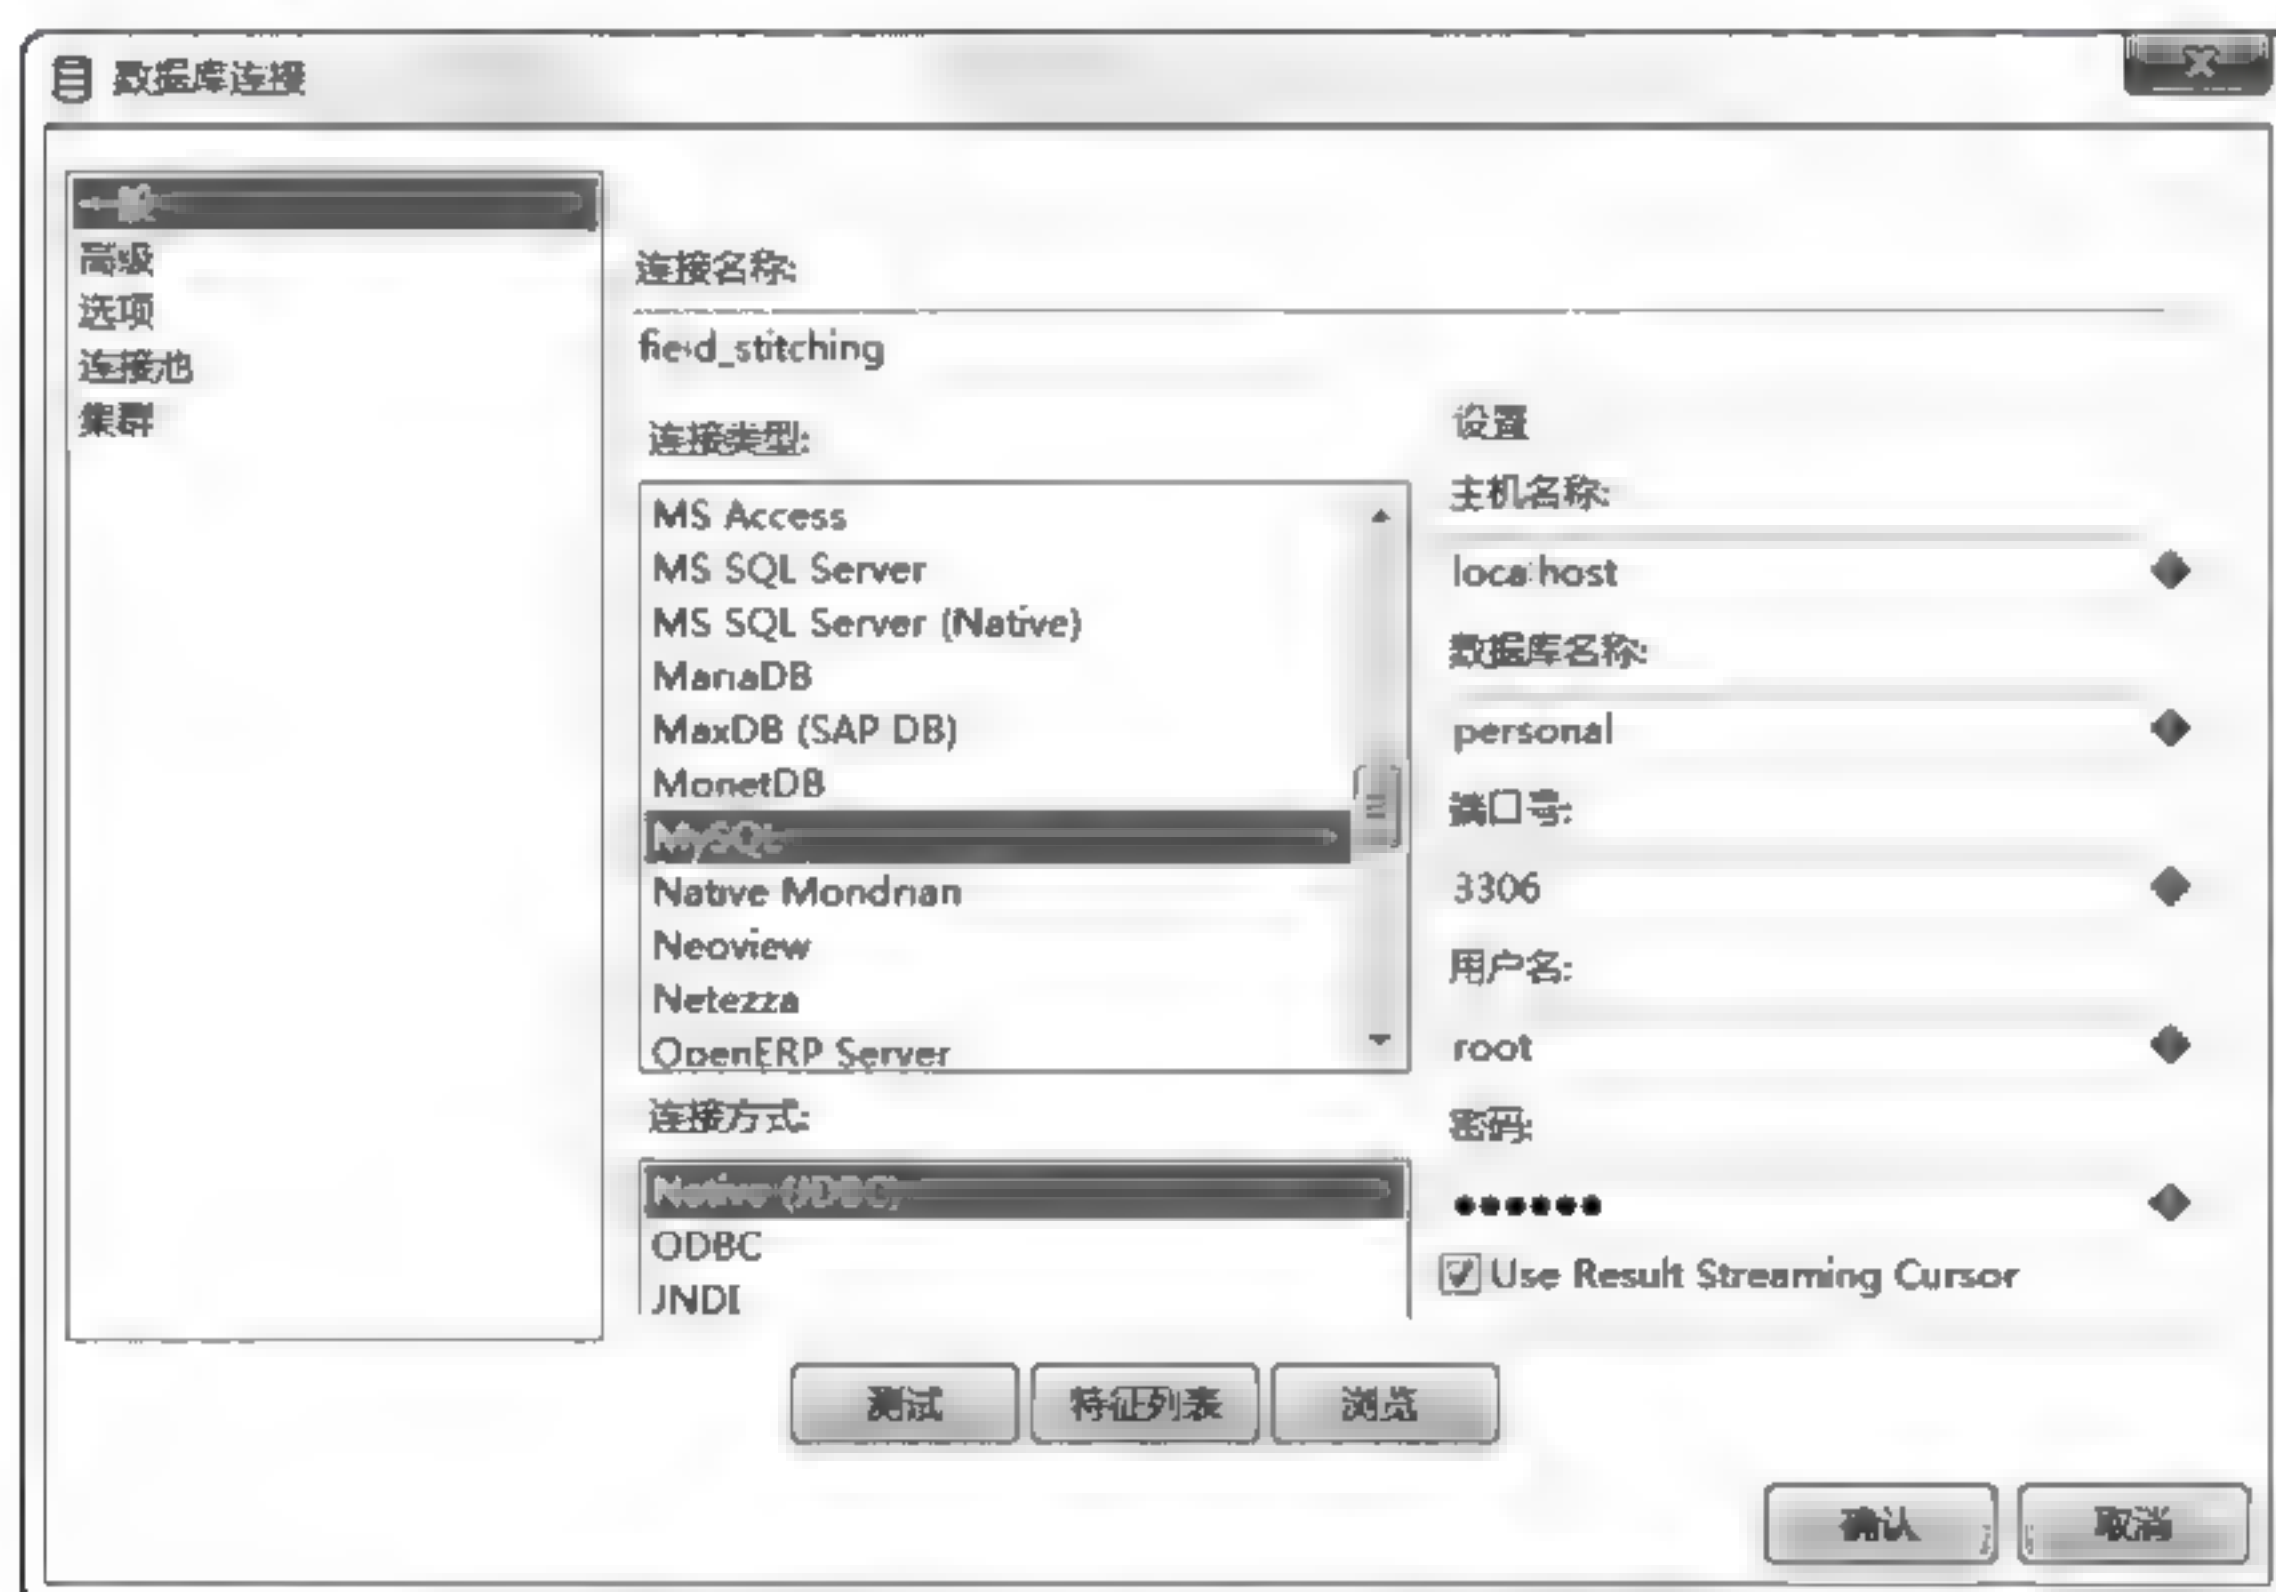 数据库连接
一般
高级
选项
连接池
集群
连接名称:
field_stitching
连接类型:
MS Access
MS SQL Server
MS SQL Server (Native)
MariaDB
MaxDB (SAP DB)
MonetDB
MySQL
Native Mondrian
Neoview
Netezza
OpenERP Server
连接方式:
Native (JDBC)
ODBC
JNDI
设置
主机名称:
localhost
数据库名称:
personal
端口号:
3306
用户名:
root
密码:
●●●●●●
Use Result Streaming Cursor
测试 特征列表 浏览
确认 取消